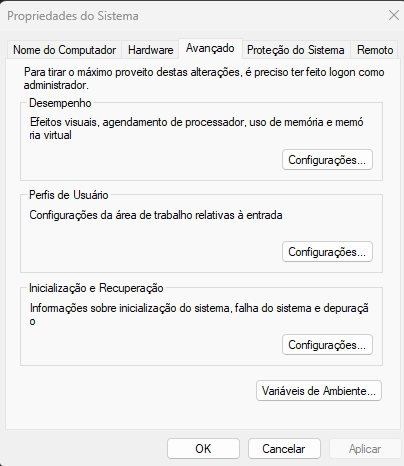 Propriedades do Sistema
Nome do Computador Hardware Avançado Proteção do Sistema Remoto
Para tirar o máximo proveito destas alterações, é preciso ter feito logon como
administrador.
Desempenho
Efeitos visuais, agendamento de processador, uso de memória e memó
ria virtual
Configurações...
Perfis de Usuário
Configurações da área de trabalho relativas à entrada
Configurações...
Inicialização e Recuperação
Informações sobre inicialização do sistema, falha do sistema e depuraçã
o
Configurações...
Variáveis de Ambiente...
OK Cancelar Aplicar